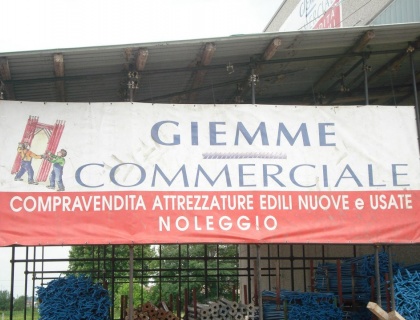 GIEMME
COMMERCIALE
COMPRAVENDITA ATTREZZATURE EDILI NUOVE e USATE
NOLEGGIO